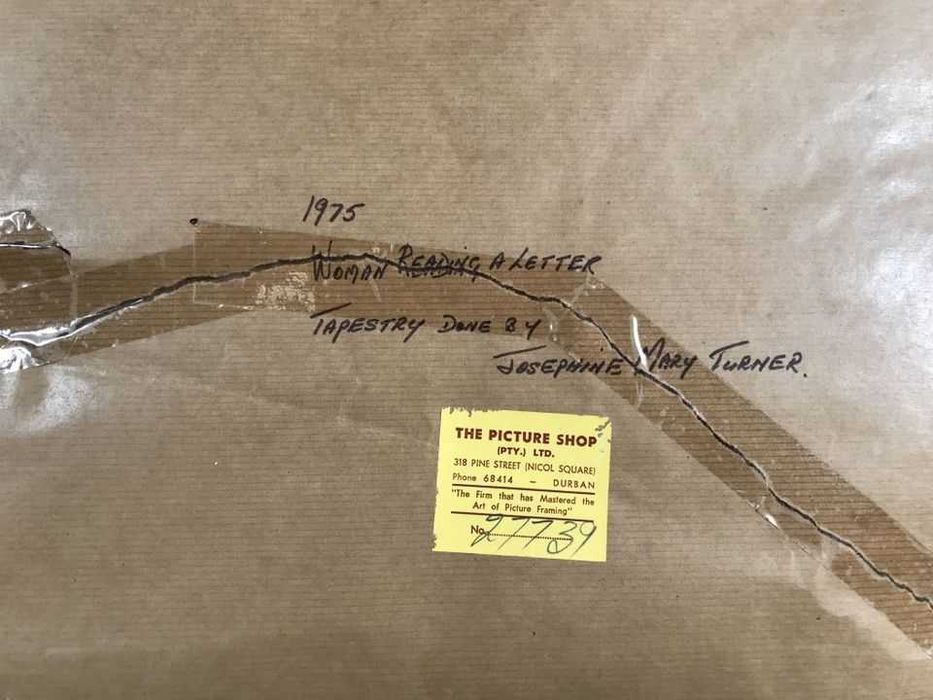 1975
WOMAN READING A LETTER
TAPESTRY DONE BY
JOSEPHINE MARY TURNER.
THE PICTURE SHOP
(PTY.) LTD.
318 PINE STREET (NICOL SQUARE)
Phone 68414 – DURBAN
"The Firm that has Mastered the
Art of Picture Framing"
No. 27739